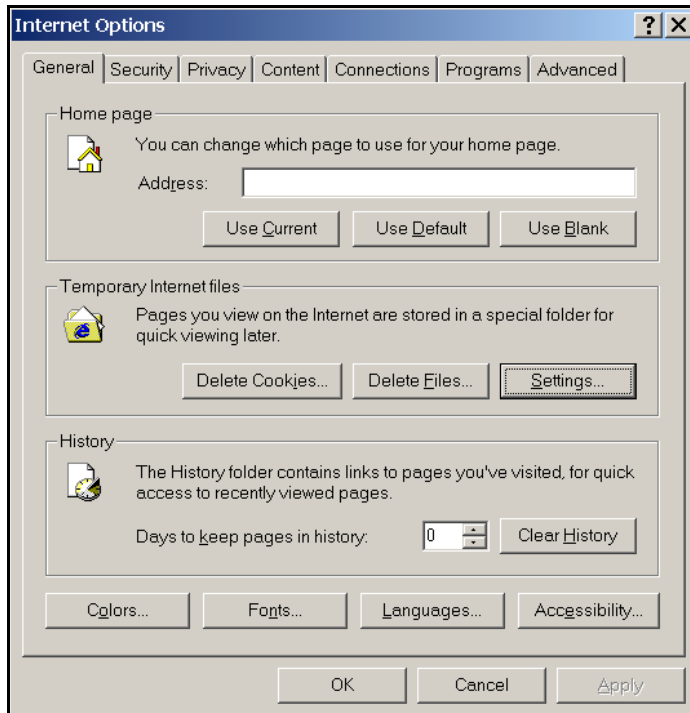 Internet Options
General Security Privacy Content Connections Programs Advanced
Home page
You can change which page to use for your home page.
Address:
Use Current Use Default Use Blank
Temporary Internet files
Pages you view on the Internet are stored in a special folder for
quick viewing later.
Delete Cookies... Delete Files... Settings...
History
The History folder contains links to pages you've visited, for quick
access to recently viewed pages.
Days to keep pages in history: 0 Clear History
Colors... Fonts... Languages... Accessibility...
OK Cancel Apply